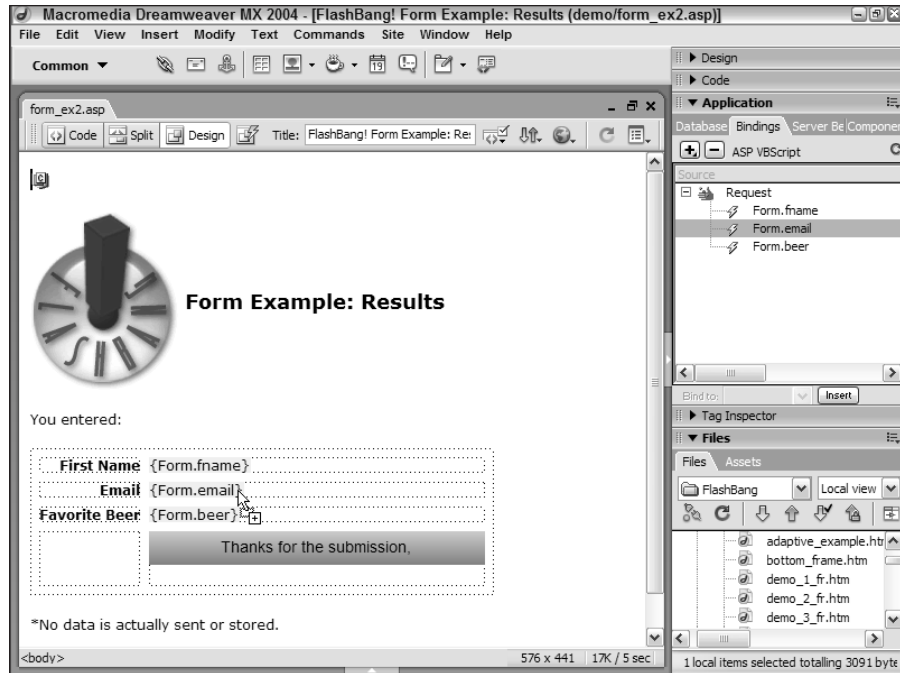 Macromedia Dreamweaver MX 2004 - [FlashBang! Form Example: Results (demo/form_ex2.asp)]
File Edit View Insert Modify Text Commands Site Window Help
Common
form_ex2.asp
Code Split Design Title: FlashBang! Form Example: Re:
Form Example: Results
You entered:
First Name {Form.fname}
Email {Form.email}
Favorite Beer {Form.beer}
Thanks for the submission,
*No data is actually sent or stored.
<body> 576 x 441 17K / 5 sec
Design
Code
Application
Database Bindings Server Be Componen
ASP VBScript
Source
Request
Form.fname
Form.email
Form.beer
Bind to: Insert
Tag Inspector
Files
Files Assets
FlashBang Local view
adaptive_example.htr
bottom_frame.htm
demo_1_fr.htm
demo_2_fr.htm
demo_3_fr.htm
1 local items selected totalling 3091 byte